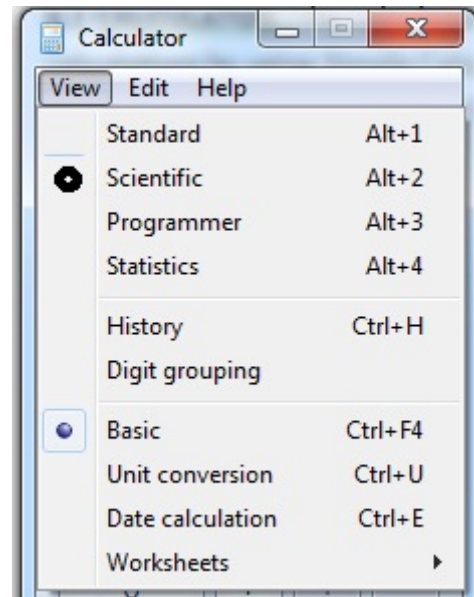 Calculator
View Edit Help
Standard Alt+1
Scientific Alt+2
Programmer Alt+3
Statistics Alt+4
History Ctrl+H
Digit grouping
Basic Ctrl+F4
Unit conversion Ctrl+U
Date calculation Ctrl+E
Worksheets